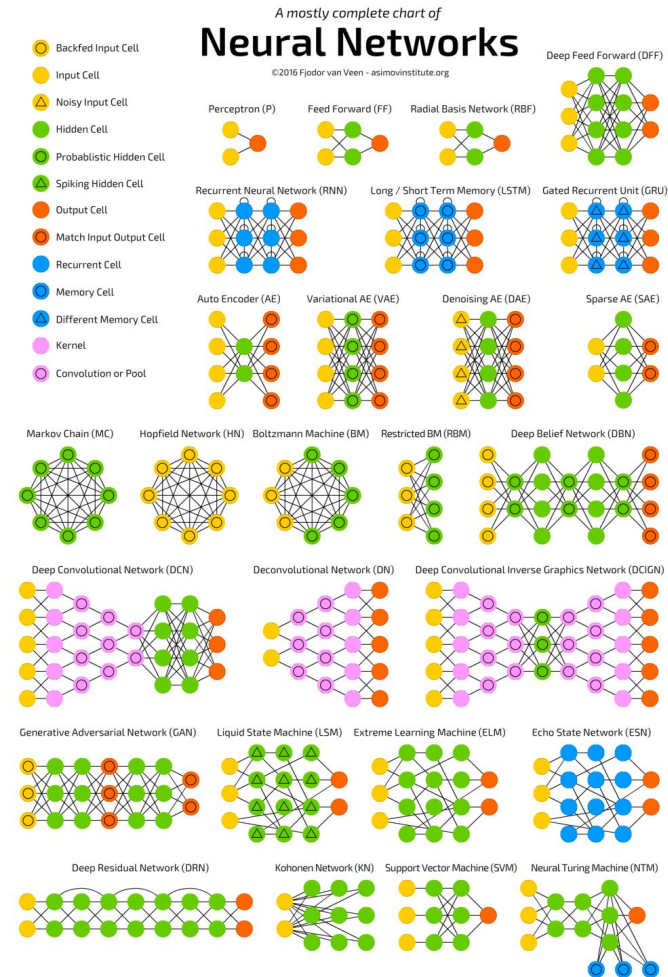 A mostly complete chart of
Neural Networks
©2016 Fjodor van Veen - asimovinstitute.org
Backfed Input Cell
Input Cell
Noisy Input Cell
Hidden Cell
Probablistic Hidden Cell
Spiking Hidden Cell
Output Cell
Match Input Output Cell
Recurrent Cell
Memory Cell
Different Memory Cell
Kernel
Convolution or Pool
Deep Feed Forward (DFF)
Perceptron (P)
Feed Forward (FF)
Radial Basis Network (RBF)
Recurrent Neural Network (RNN)
Long / Short Term Memory (LSTM)
Gated Recurrent Unit (GRU)
Auto Encoder (AE)
Variational AE (VAE)
Denoising AE (DAE)
Sparse AE (SAE)
Markov Chain (MC)
Hopfield Network (HN)
Boltzmann Machine (BM)
Restricted BM (RBM)
Deep Belief Network (DBN)
Deep Convolutional Network (DCN)
Deconvolutional Network (DN)
Deep Convolutional Inverse Graphics Network (DCIGN)
Generative Adversarial Network (GAN)
Liquid State Machine (LSM)
Extreme Learning Machine (ELM)
Echo State Network (ESN)
Deep Residual Network (DRN)
Kohonen Network (KN)
Support Vector Machine (SVM)
Neural Turing Machine (NTM)